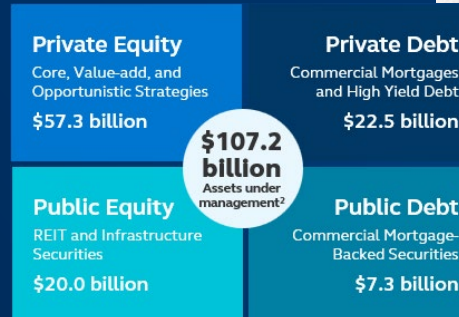 Private Equity
Core, Value-add, and
Opportunistic Strategies
$57.3 billion
Private Debt
Commercial Mortgages
and High Yield Debt
$22.5 billion
$107.2
billion
Assets under
management²
Public Equity
REIT and Infrastructure
Securities
$20.0 billion
Public Debt
Commercial Mortgage-
Backed Securities
$7.3 billion